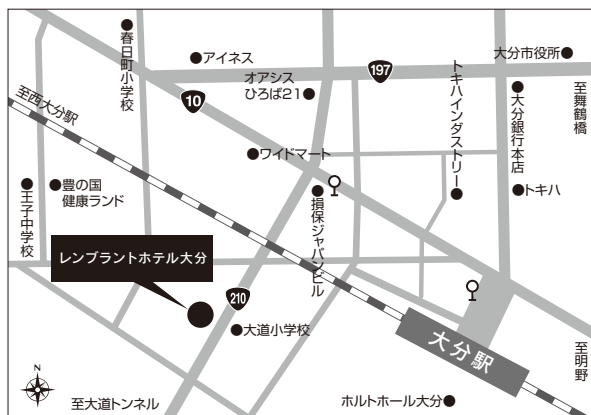 春日町小学校
アイネス
197
大分市役所
オアシス
ひろば21
至舞鶴橋
至西大分駅
10
トキハインダストリー
大分銀行本店
ワイドマート
豊の国
健康ランド
王子中学校
損保ジャパンビル
トキハ
レンブラントホテル大分
210
大道小学校
大分駅
至明野
N
至大道トンネル
ホルトホール大分